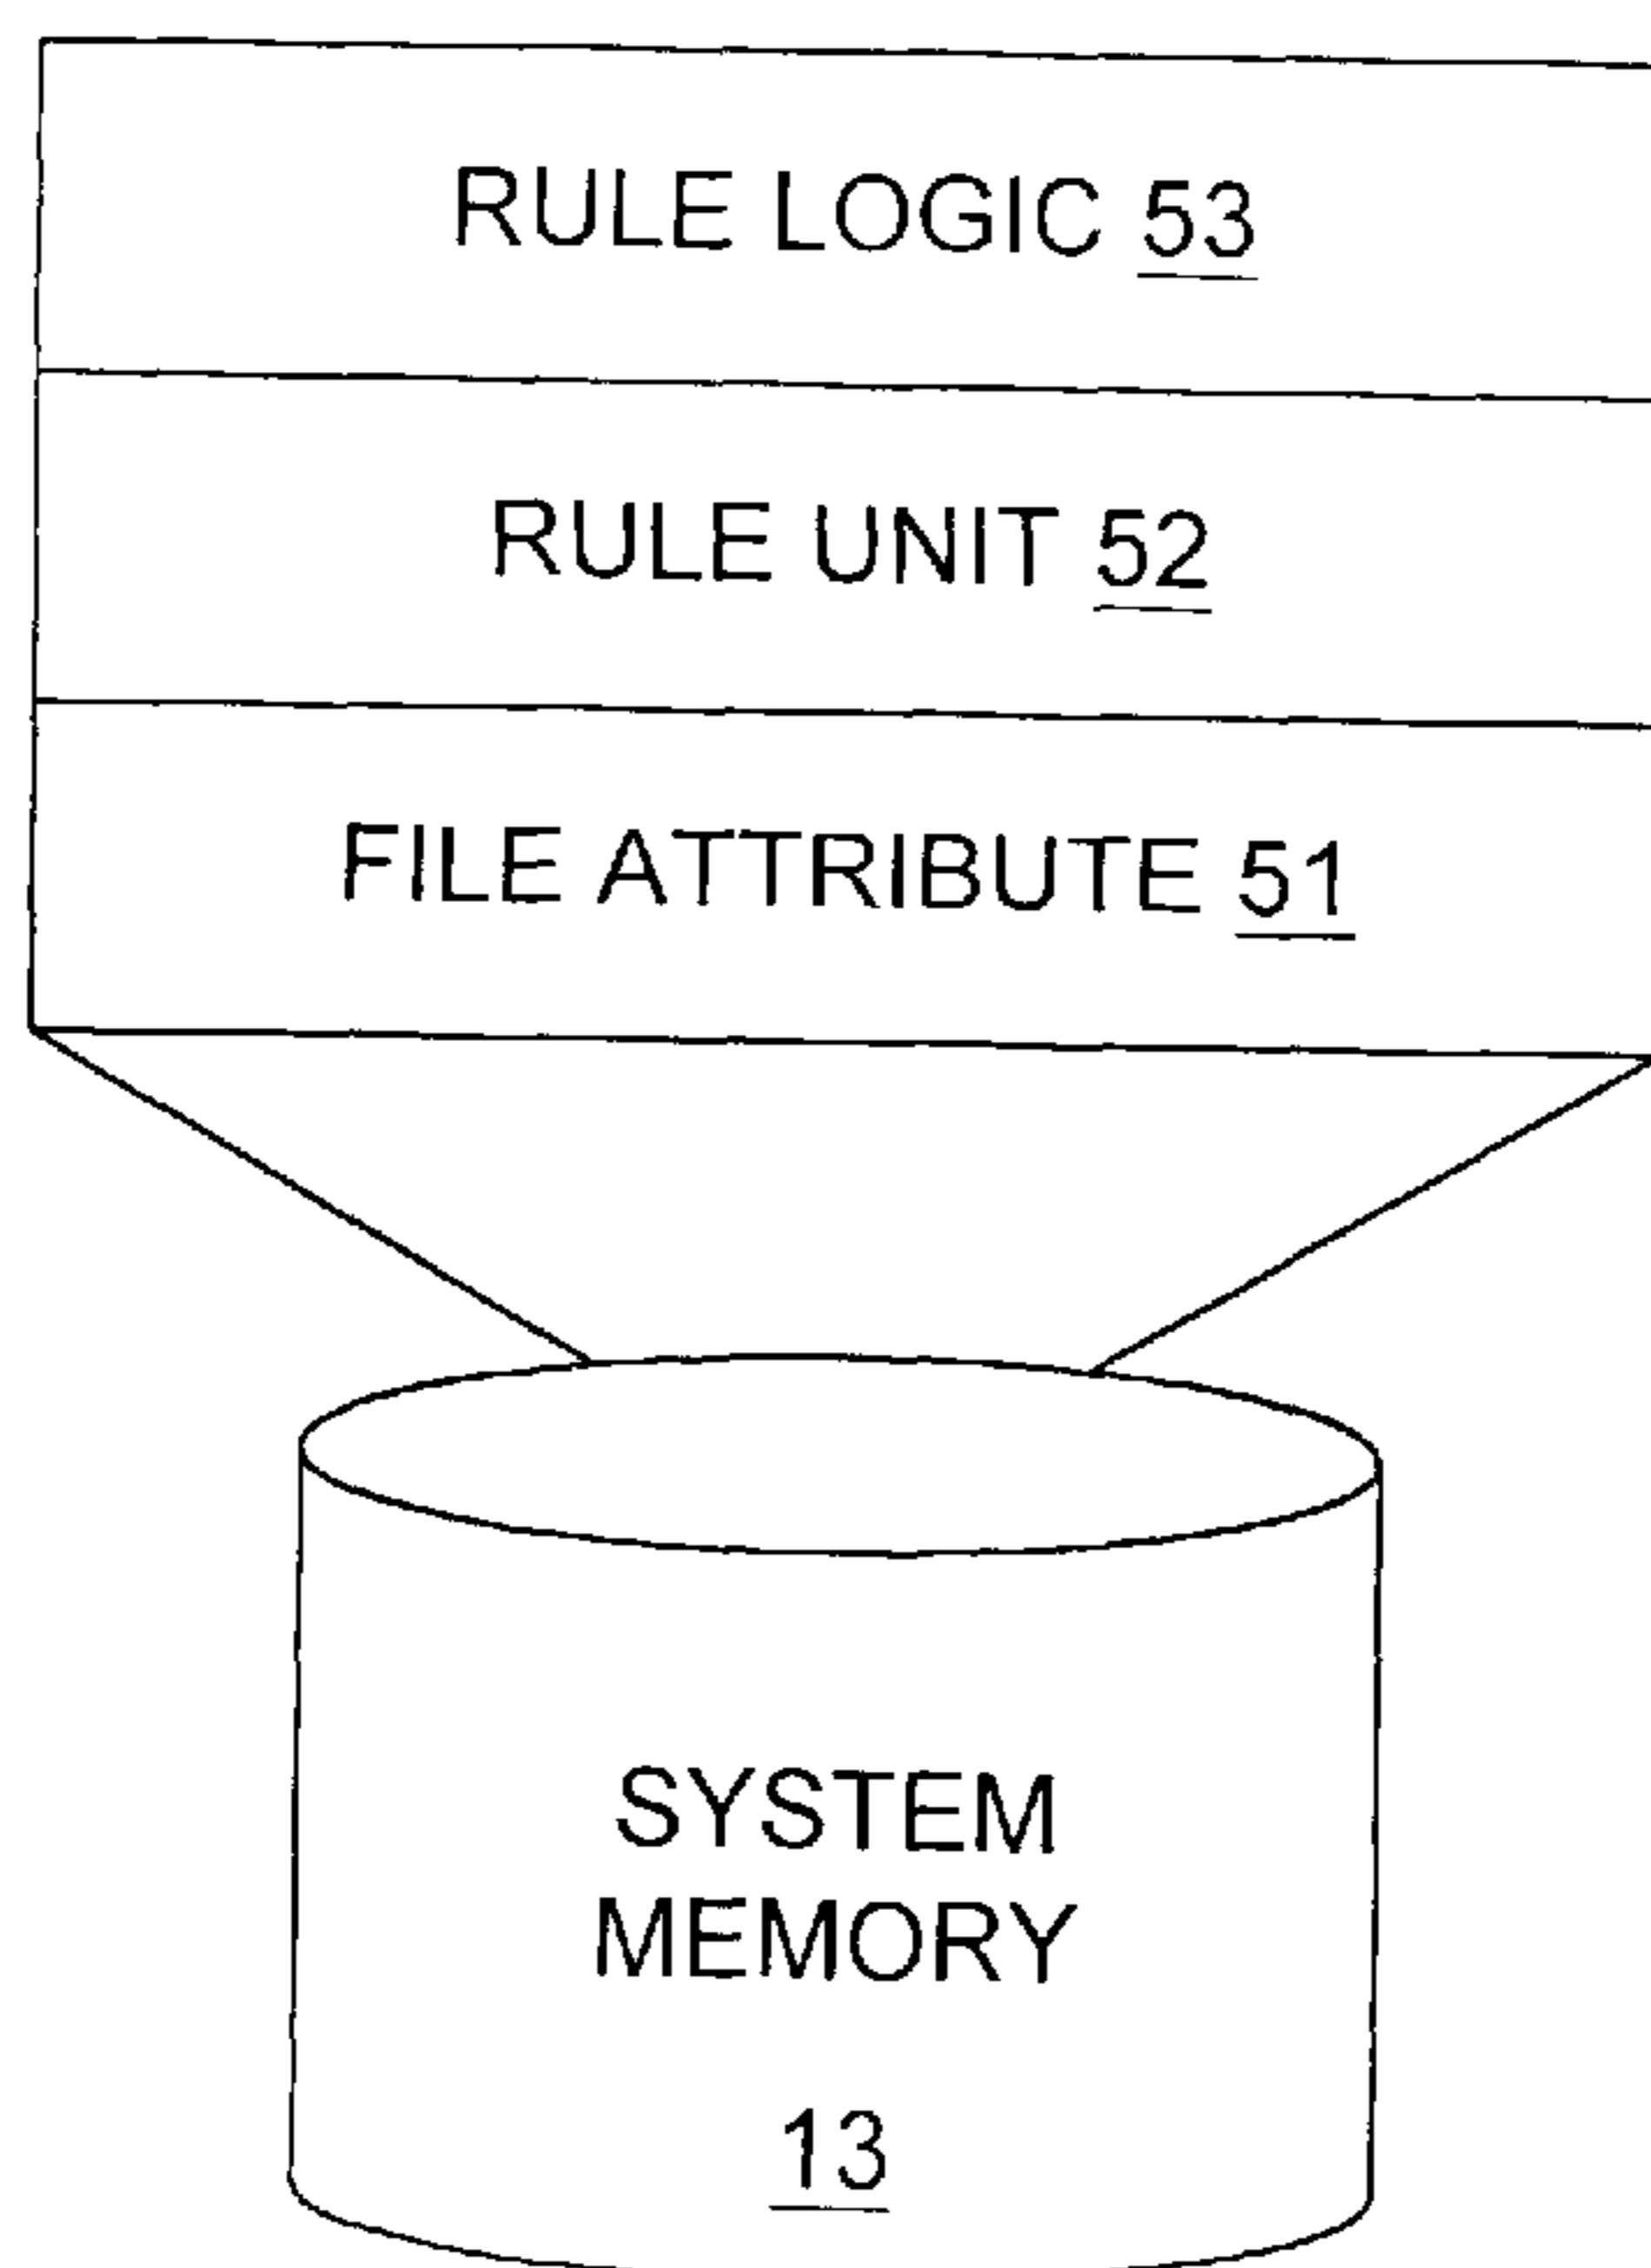 RULE LOGIC 53
RULE UNIT 52
FILE ATTRIBUTE 51
SYSTEM
MEMORY
13